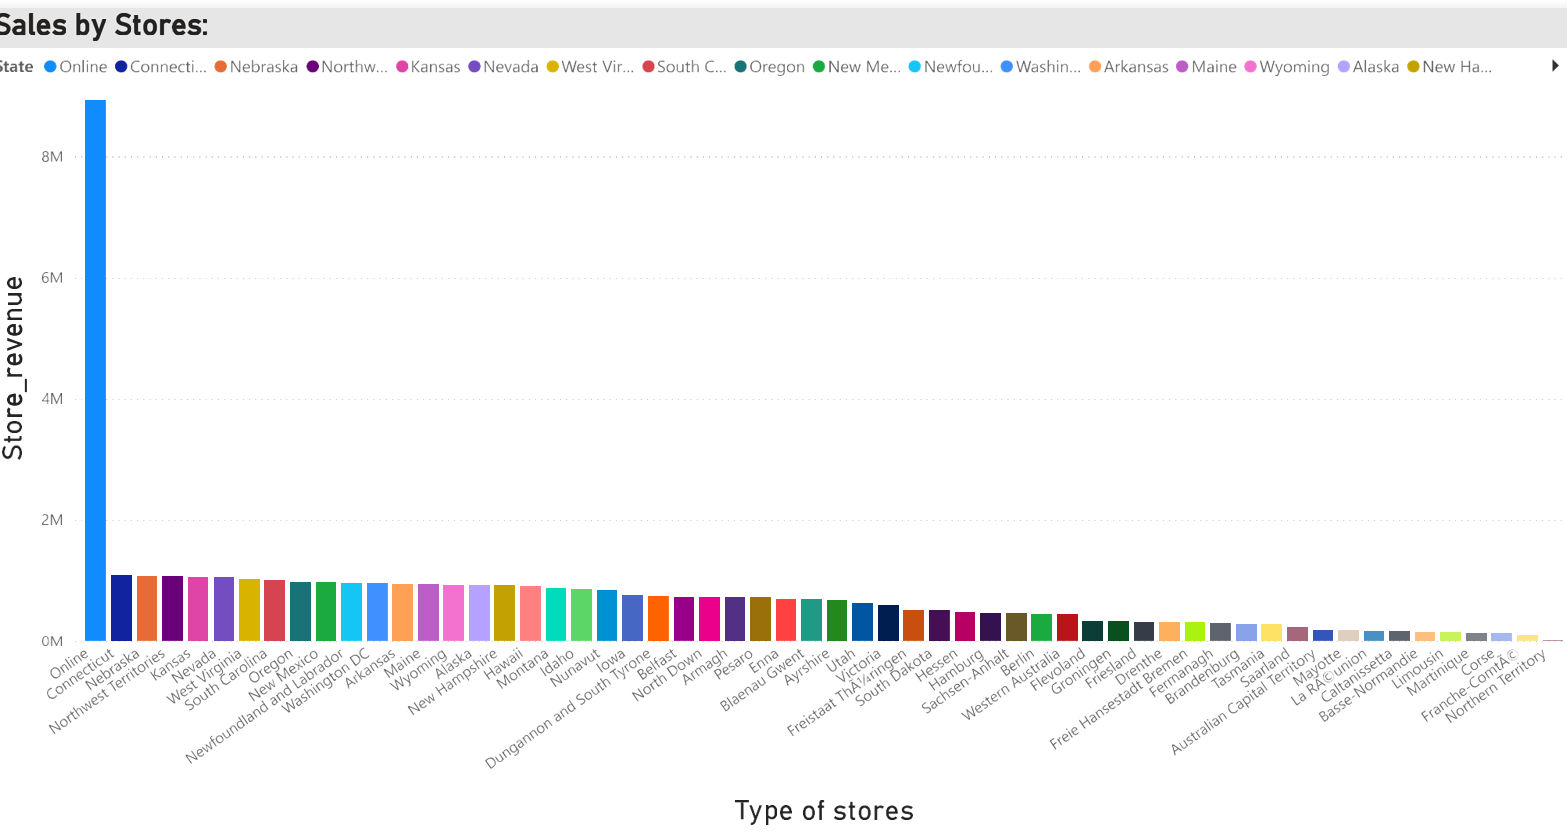 Sales by Stores:
State Online Connecti... Nebraska Northw... Kansas Nevada West Vir... South C... Oregon New Me... Newfou... Washin... Arkansas Maine Wyoming Alaska New Ha...
8M
6M
4M
2M
0M
Store_revenue
Online
Connecticut
Nebraska
Northwest Territories
Kansas
Nevada
West Virginia
South Carolina
Oregon
New Mexico
Newfoundland and Labrador
Washington DC
Arkansas
Maine
Wyoming
Alaska
New Hampshire
Hawaii
Montana
Idaho
Nunavut
Iowa
Dungannon and South Tyrone
Belfast
North Down
Armagh
Pesaro
Enna
Blaenau Gwent
Ayrshire
Utah
Victoria
Freistaat ThÃ¼ringen
South Dakota
Hessen
Hamburg
Sachsen-Anhalt
Berlin
Western Australia
Flevoland
Groningen
Friesland
Drenthe
Freie Hansestadt Bremen
Fermanagh
Brandenburg
Tasmania
Saarland
Australian Capital Territory
Mayotte
La RÃ©union
Caltanissetta
Basse-Normandie
Limousin
Martinique
Corse
Franche-ComtÃ©
Northern Territory
Type of stores